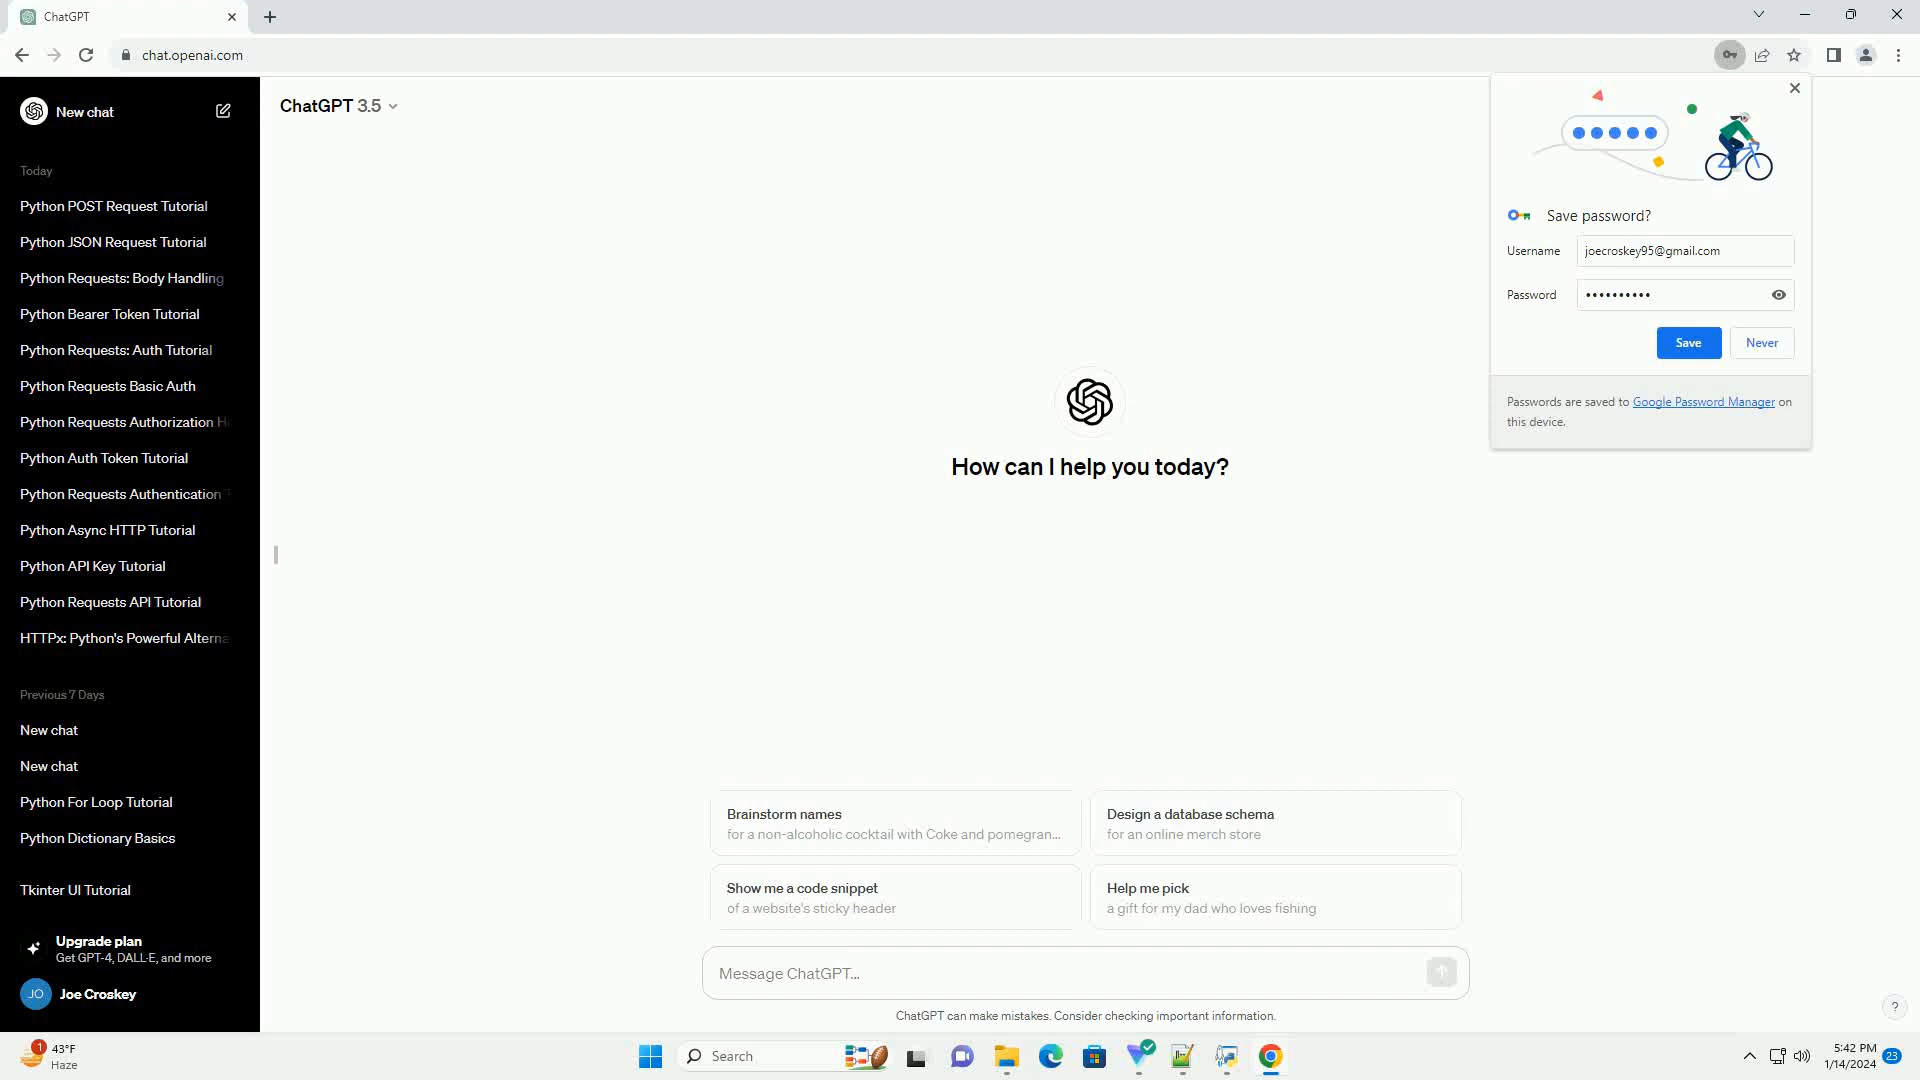 ChatGPT
chat.openai.com
New chat
Today
Python POST Request Tutorial
Python JSON Request Tutorial
Python Requests: Body Handling
Python Bearer Token Tutorial
Python Requests: Auth Tutorial
Python Requests Basic Auth
Python Requests Authorization H
Python Auth Token Tutorial
Python Requests Authentication T
Python Async HTTP Tutorial
Python API Key Tutorial
Python Requests API Tutorial
HTTPx: Python's Powerful Alterna
Previous 7 Days
New chat
New chat
Python For Loop Tutorial
Python Dictionary Basics
Tkinter UI Tutorial
Upgrade plan
Get GPT-4, DALL·E, and more
JO Joe Croskey
ChatGPT 3.5
How can I help you today?
Save password?
Username joecroskey95@gmail.com
Password ••••••••••
Save Never
Passwords are saved to Google Password Manager on
this device.
Brainstorm names
for a non-alcoholic cocktail with Coke and pomegran...
Design a database schema
for an online merch store
Show me a code snippet
of a website's sticky header
Help me pick
a gift for my dad who loves fishing
Message ChatGPT...
ChatGPT can make mistakes. Consider checking important information.
?
1
43°F
Haze
Search
5:42 PM
1/14/2024
23